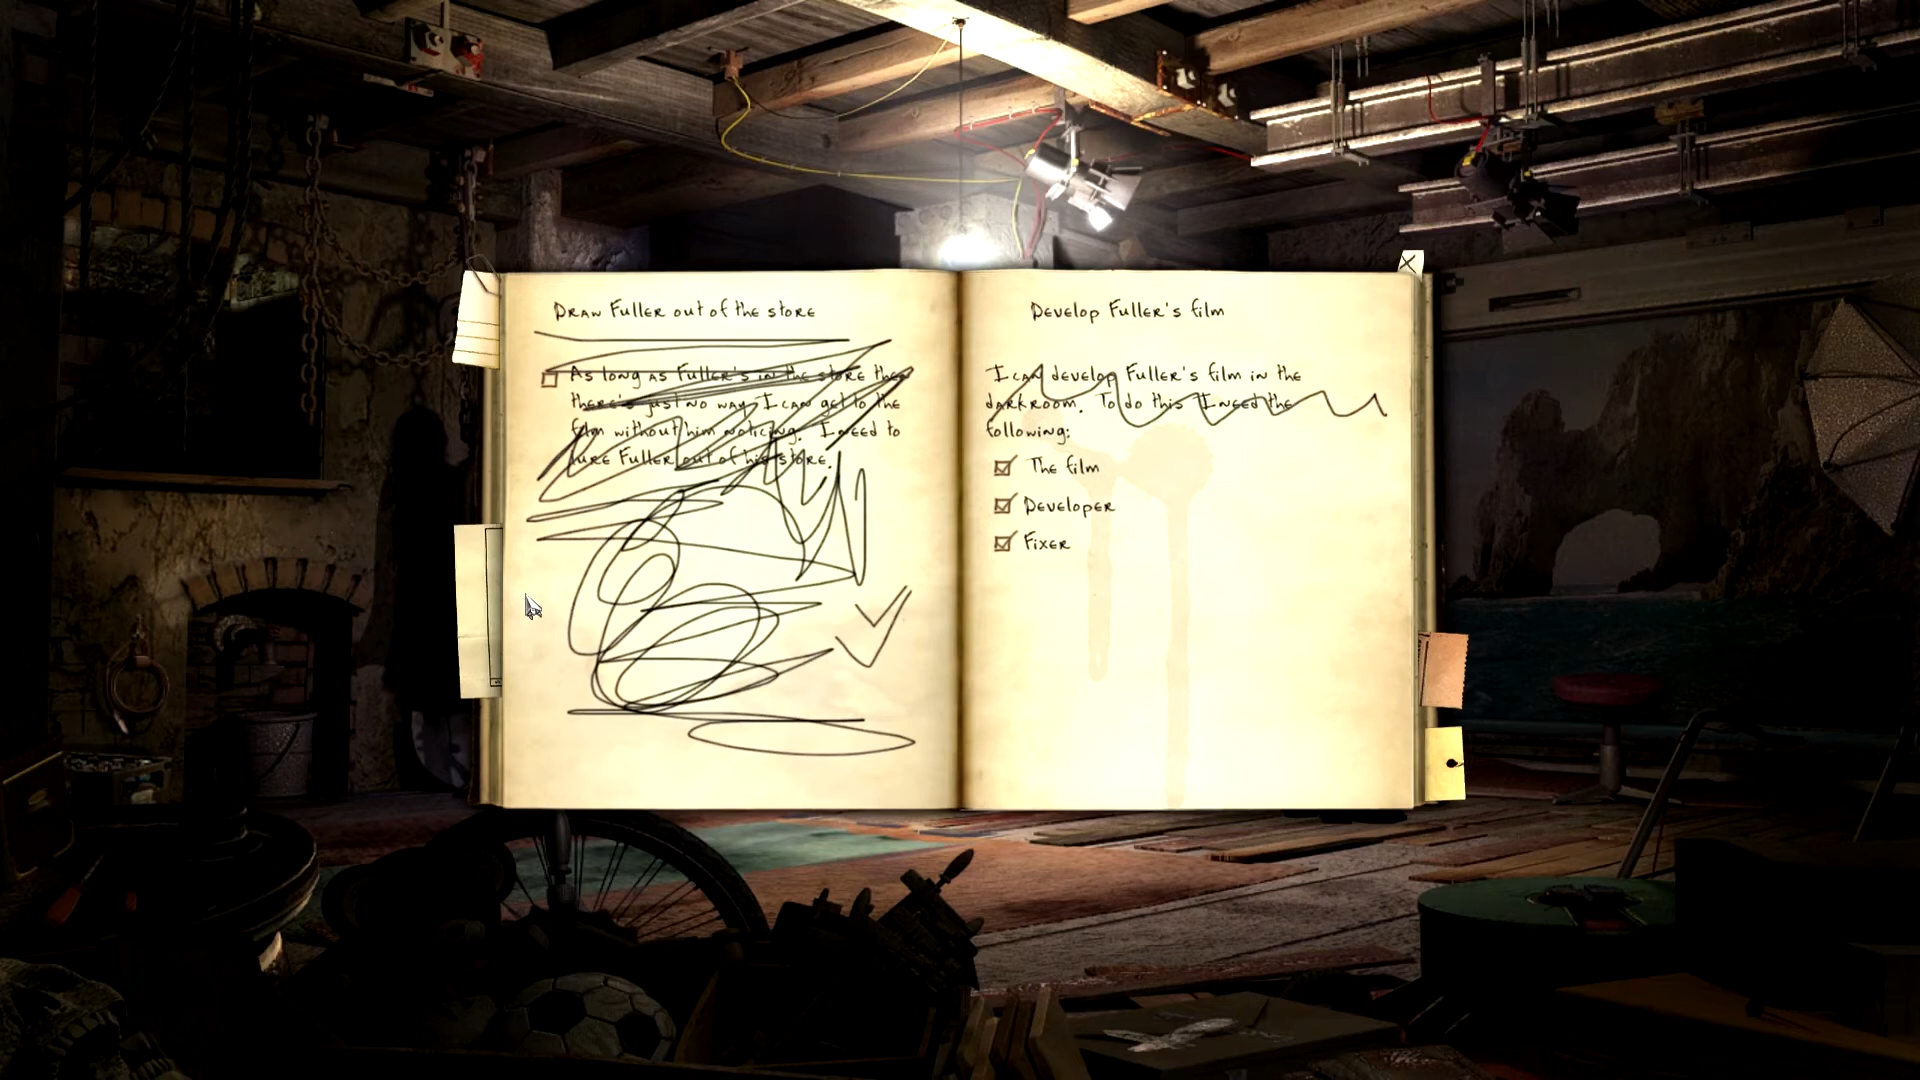 Draw Fuller out of the store
As long as Fuller's in the store then
there's just no way I can get to the
film without him noticing. I need to
lure Fuller out of his store.
Develop Fuller's film
I can develop Fuller's film in the
darkroom. To do this I need the
following:
The film
Developer
Fixer